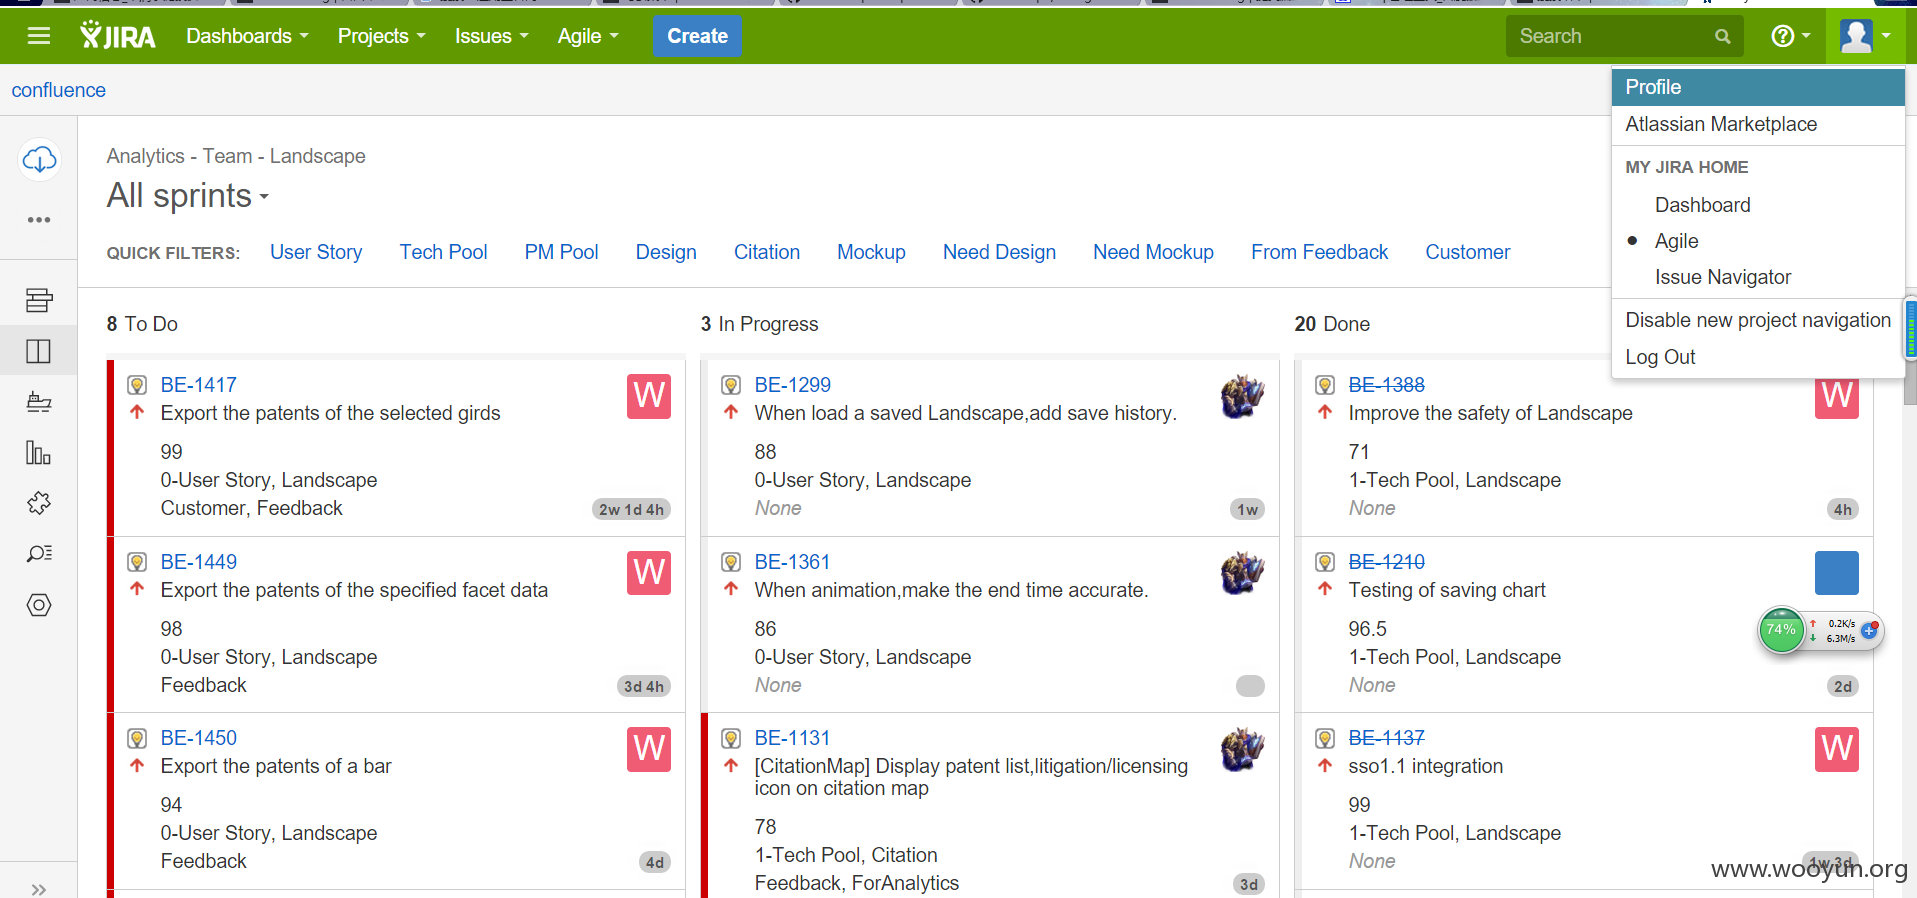 JIRA Dashboards Projects Issues Agile Create Search
confluence
Profile
Atlassian Marketplace
MY JIRA HOME
Dashboard
Agile
Issue Navigator
Disable new project navigation
Log Out
Analytics - Team - Landscape
All sprints
QUICK FILTERS: User Story Tech Pool PM Pool Design Citation Mockup Need Design Need Mockup From Feedback Customer
8 To Do
BE-1417
W
Export the patents of the selected girds
99
0-User Story, Landscape
Customer, Feedback
2w 1d 4h
BE-1449
W
Export the patents of the specified facet data
98
0-User Story, Landscape
Feedback
3d 4h
BE-1450
W
Export the patents of a bar
94
0-User Story, Landscape
Feedback
4d
3 In Progress
BE-1299
When load a saved Landscape,add save history.
88
0-User Story, Landscape
None
1w
BE-1361
When animation,make the end time accurate.
86
0-User Story, Landscape
None
BE-1131
[CitationMap] Display patent list,litigation/licensing
icon on citation map
78
1-Tech Pool, Citation
Feedback, ForAnalytics
3d
20 Done
BE-1388
W
Improve the safety of Landscape
71
1-Tech Pool, Landscape
None
4h
BE-1210
Testing of saving chart
96.5
1-Tech Pool, Landscape
None
2d
74%
0.2K/s
6.3M/s
BE-1137
W
sso1.1 integration
99
1-Tech Pool, Landscape
None
1w 3d
www.wooyun.org